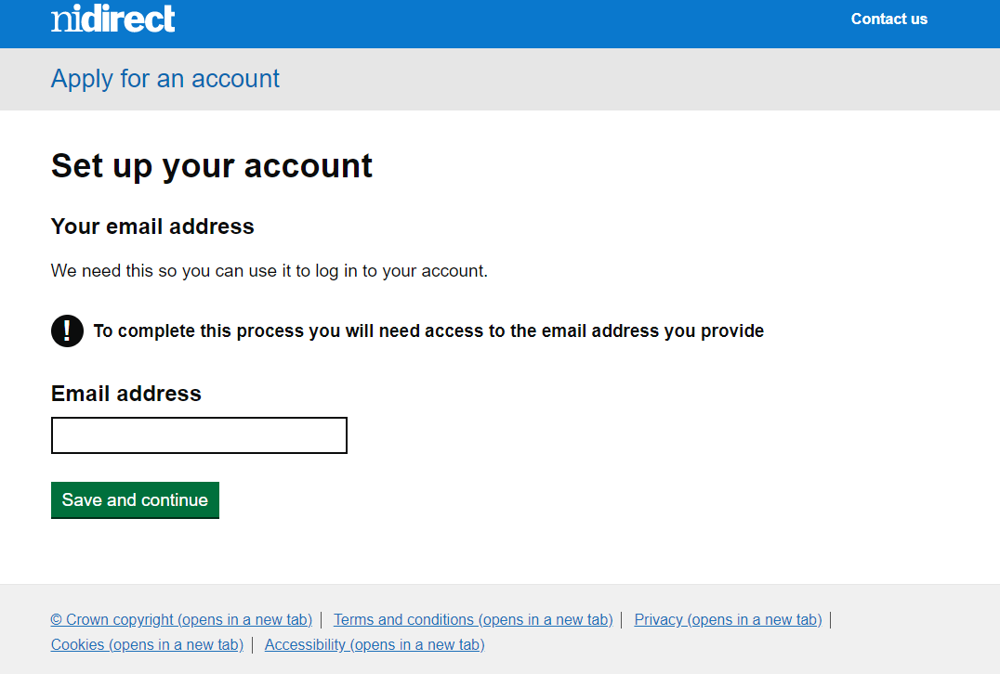 nidirect
Contact us
Apply for an account
Set up your account
Your email address
We need this so you can use it to log in to your account.
! To complete this process you will need access to the email address you provide
Email address
Save and continue
© Crown copyright (opens in a new tab) | Terms and conditions (opens in a new tab) | Privacy (opens in a new tab) |
Cookies (opens in a new tab) | Accessibility (opens in a new tab)